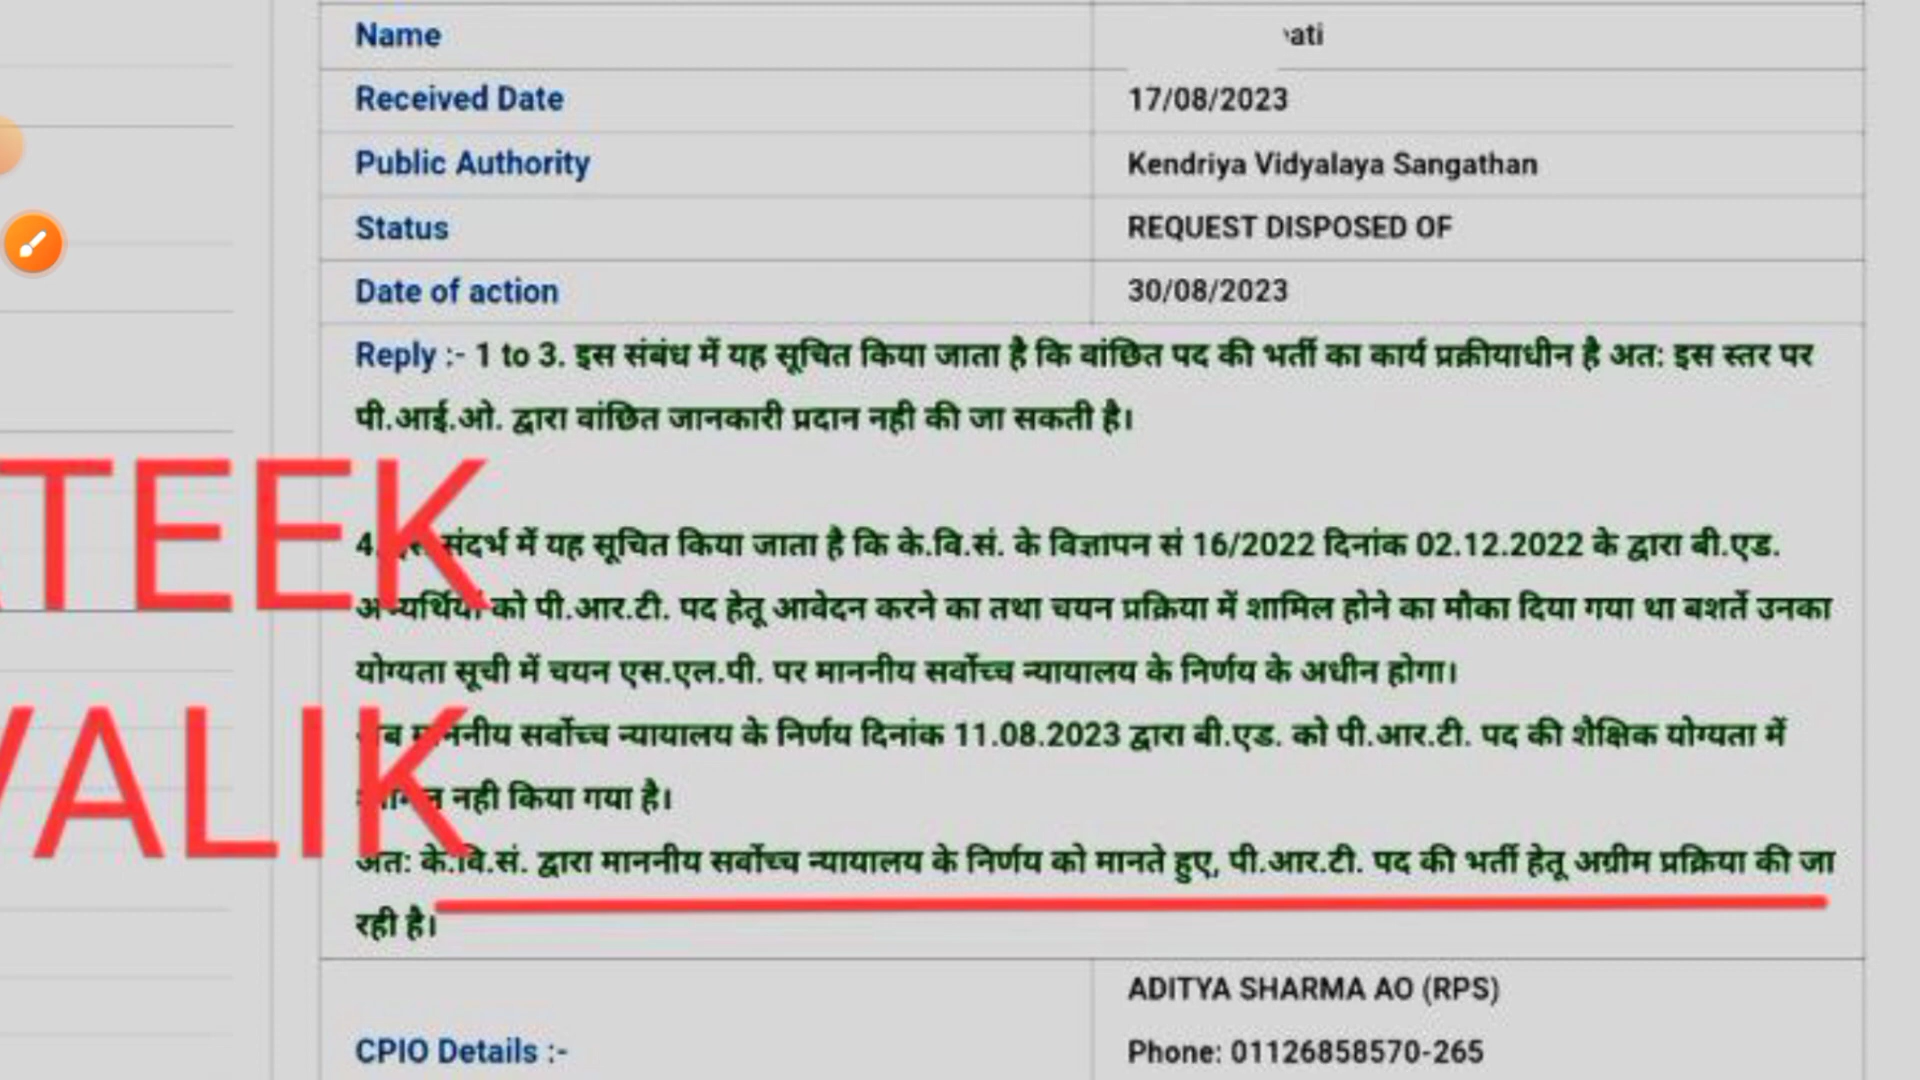 Name ati
Received Date 17/08/2023
Public Authority Kendriya Vidyalaya Sangathan
Status REQUEST DISPOSED OF
Date of action 30/08/2023
Reply :- 1 to 3. इस संबंध में यह सूचित किया जाता है कि वांछित पद की भर्ती का कार्य प्रक्रीयाधीन है अत: इस स्तर पर
पी.आई.ओ. द्वारा वांछित जानकारी प्रदान नही की जा सकती है।
TEEK
4. संदर्भ में यह सूचित किया जाता है कि के.वि.सं. के विज्ञापन सं 16/2022 दिनांक 02.12.2022 के द्वारा बी.एड.
को पी.आर.टी. पद हेतू आवेदन करने का तथा चयन प्रक्रिया में शामिल होने का मौका दिया गया था बशर्ते उनका
योग्यता सूची में चयन एस.एल.पी. पर माननीय सर्वोच्च न्यायालय के निर्णय के अधीन होगा।
VALIK
सर्वोच्च न्यायालय के निर्णय दिनांक 11.08.2023 द्वारा बी.एड. को पी.आर.टी. पद की शैक्षिक योग्यता में
नही किया गया है।
अत: के.वि.सं. द्वारा माननीय सर्वोच्च न्यायालय के निर्णय को मानते हुए, पी.आर.टी. पद की भर्ती हेतू अग्रीम प्रक्रिया की जा
रही है।
ADITYA SHARMA AO (RPS)
CPIO Details :- Phone: 01126858570-265